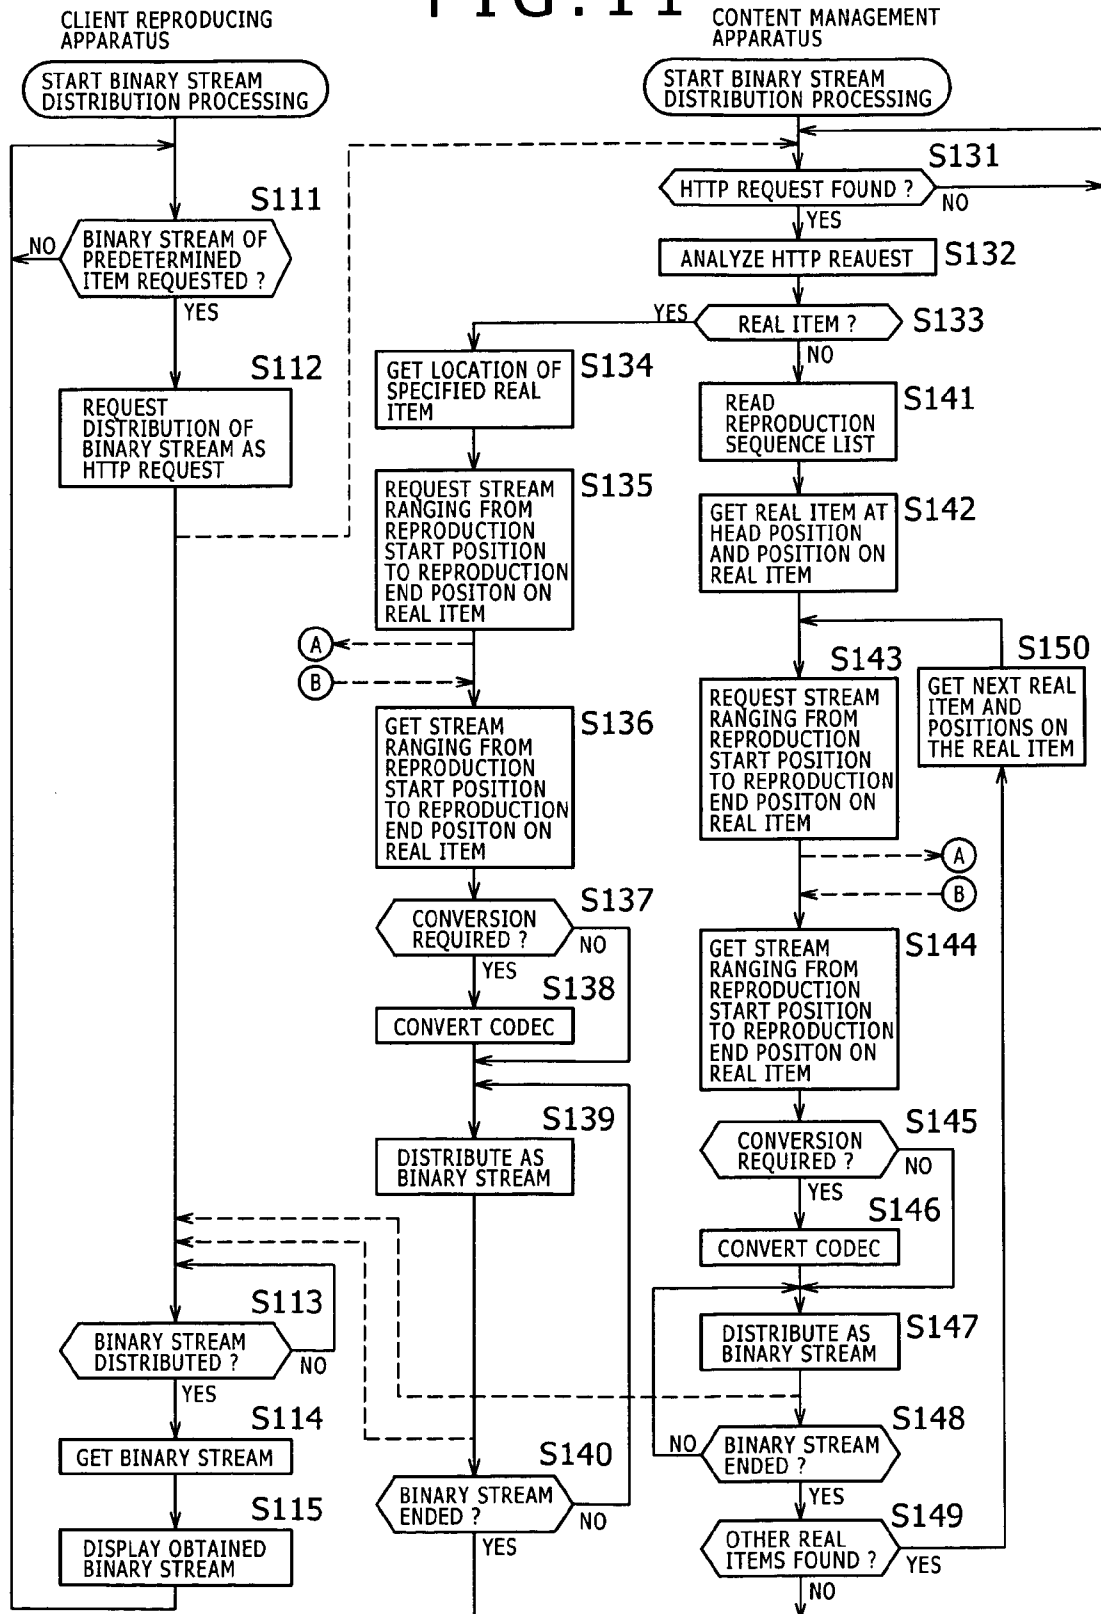 FIG.11
CLIENT REPRODUCING
APPARATUS
START BINARY STREAM
DISTRIBUTION PROCESSING
S111
BINARY STREAM OF
PREDETERMINED
ITEM REQUESTED ?
NO
YES
S112
REQUEST
DISTRIBUTION OF
BINARY STREAM AS
HTTP REQUEST
S113
BINARY STREAM
DISTRIBUTED ?
NO
YES
S114
GET BINARY STREAM
S115
DISPLAY OBTAINED
BINARY STREAM
CONTENT MANAGEMENT
APPARATUS
START BINARY STREAM
DISTRIBUTION PROCESSING
S131
HTTP REQUEST FOUND ?
NO
YES
ANALYZE HTTP REAUEST
S132
YES
REAL ITEM ?
S133
NO
GET LOCATION OF
SPECIFIED REAL
ITEM
S134
REQUEST STREAM
RANGING FROM
REPRODUCTION
START POSITION
TO REPRODUCTION
END POSITON ON
REAL ITEM
S135
A
B
GET STREAM
RANGING FROM
REPRODUCTION
START POSITION
TO REPRODUCTION
END POSITON ON
REAL ITEM
S136
S137
CONVERSION
REQUIRED ?
NO
YES
S138
CONVERT CODEC
S139
DISTRIBUTE AS
BINARY STREAM
S140
BINARY STREAM
ENDED ?
NO
YES
READ
REPRODUCTION
SEQUENCE LIST
S141
GET REAL ITEM AT
HEAD POSITION
AND POSITION ON
REAL ITEM
S142
S143
REQUEST STREAM
RANGING FROM
REPRODUCTION
START POSITION
TO REPRODUCTION
END POSITON ON
REAL ITEM
S150
GET NEXT REAL
ITEM AND
POSITIONS ON
THE REAL ITEM
A
B
GET STREAM
RANGING FROM
REPRODUCTION
START POSITION
TO REPRODUCTION
END POSITON ON
REAL ITEM
S144
S145
CONVERSION
REQUIRED ?
NO
YES
S146
CONVERT CODEC
DISTRIBUTE AS
BINARY STREAM
S147
S148
NO
BINARY STREAM
ENDED ?
YES
S149
OTHER REAL
ITEMS FOUND ?
YES
NO